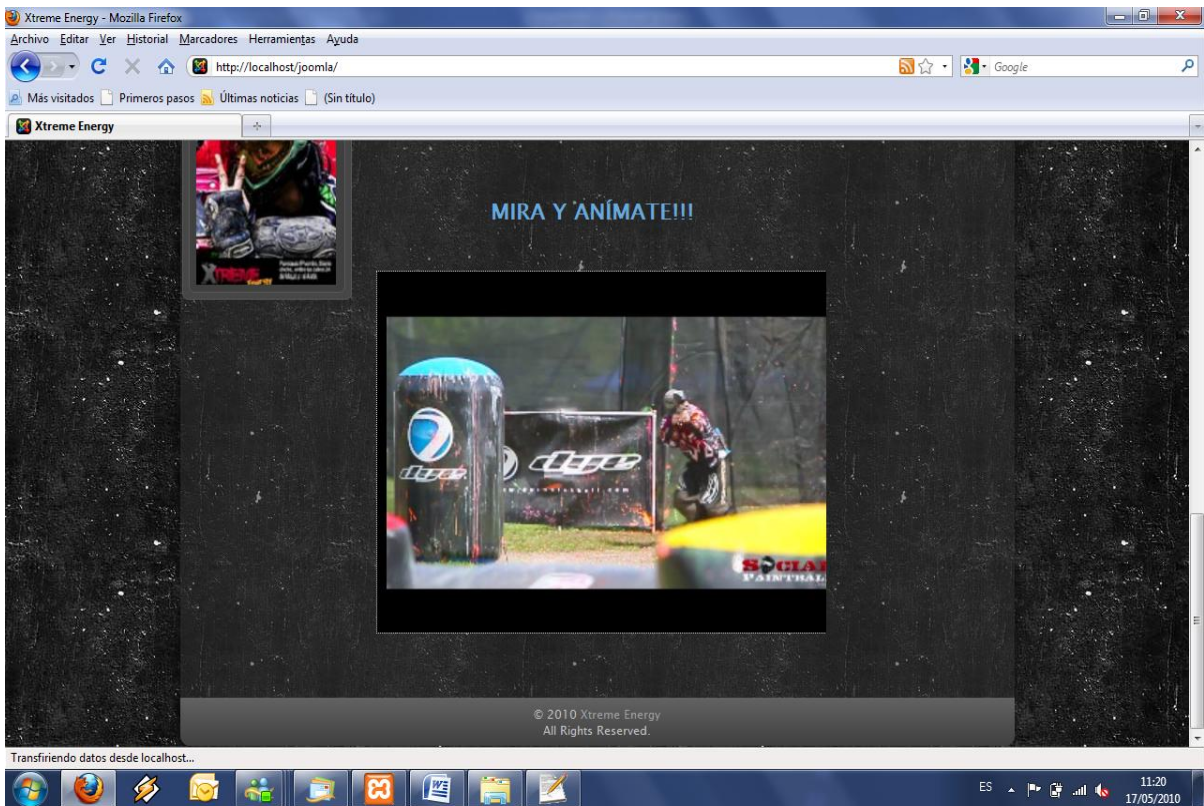 Xtreme Energy - Mozilla Firefox
Archivo Editar Ver Historial Marcadores Herramientas Ayuda
http://localhost/joomla/
Google
Más visitados Primeros pasos Últimas noticias (Sin título)
Xtreme Energy
XTREME
MIRA Y ANÍMATE!!!
dye
dye
SOCIAL
PAINTBALL
© 2010 Xtreme Energy
All Rights Reserved.
Transfiriendo datos desde localhost...
ES
11:20
17/05/2010